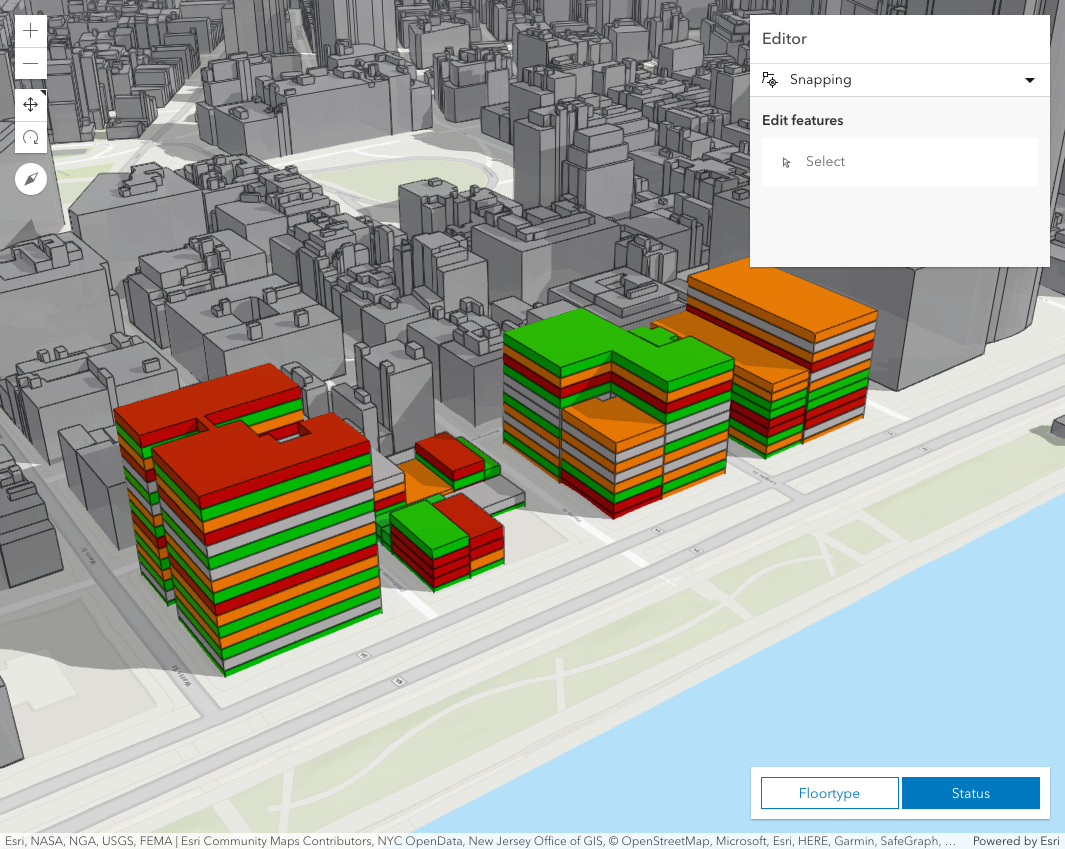 Editor
Snapping
Edit features
Select
Floortype
Status
Esri, NASA, NGA, USGS, FEMA | Esri Community Maps Contributors, NYC OpenData, New Jersey Office of GIS, © OpenStreetMap, Microsoft, Esri, HERE, Garmin, SafeGraph, … Powered by Esri